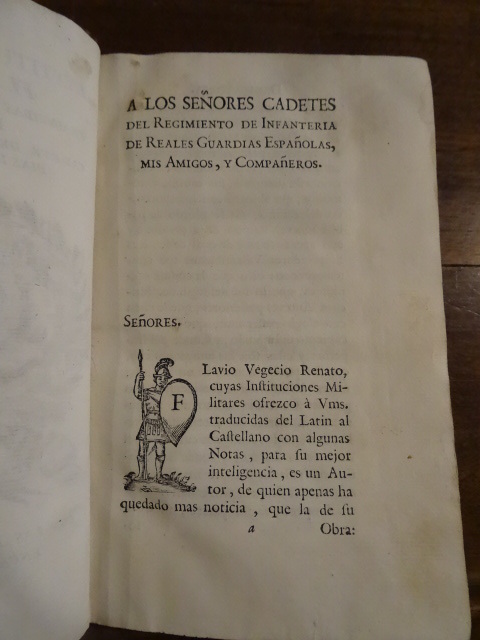 A LOS SEÑORES CADETES
DEL REGIMIENTO DE INFANTERIA
DE REALES GUARDIAS ESPAÑOLAS,
MIS AMIGOS, Y COMPAÑEROS.
SEÑORES.
FLavio Vegecio Renato,
cuyas Inſtituciones Mi-
litares ofrezco à Vms.
traducidas del Latin al
Caſtellano con algunas
Notas, para ſu mejor
inteligencia, es un Au-
tor, de quien apenas ha
quedado mas noticia, que la de ſu
a Obra: